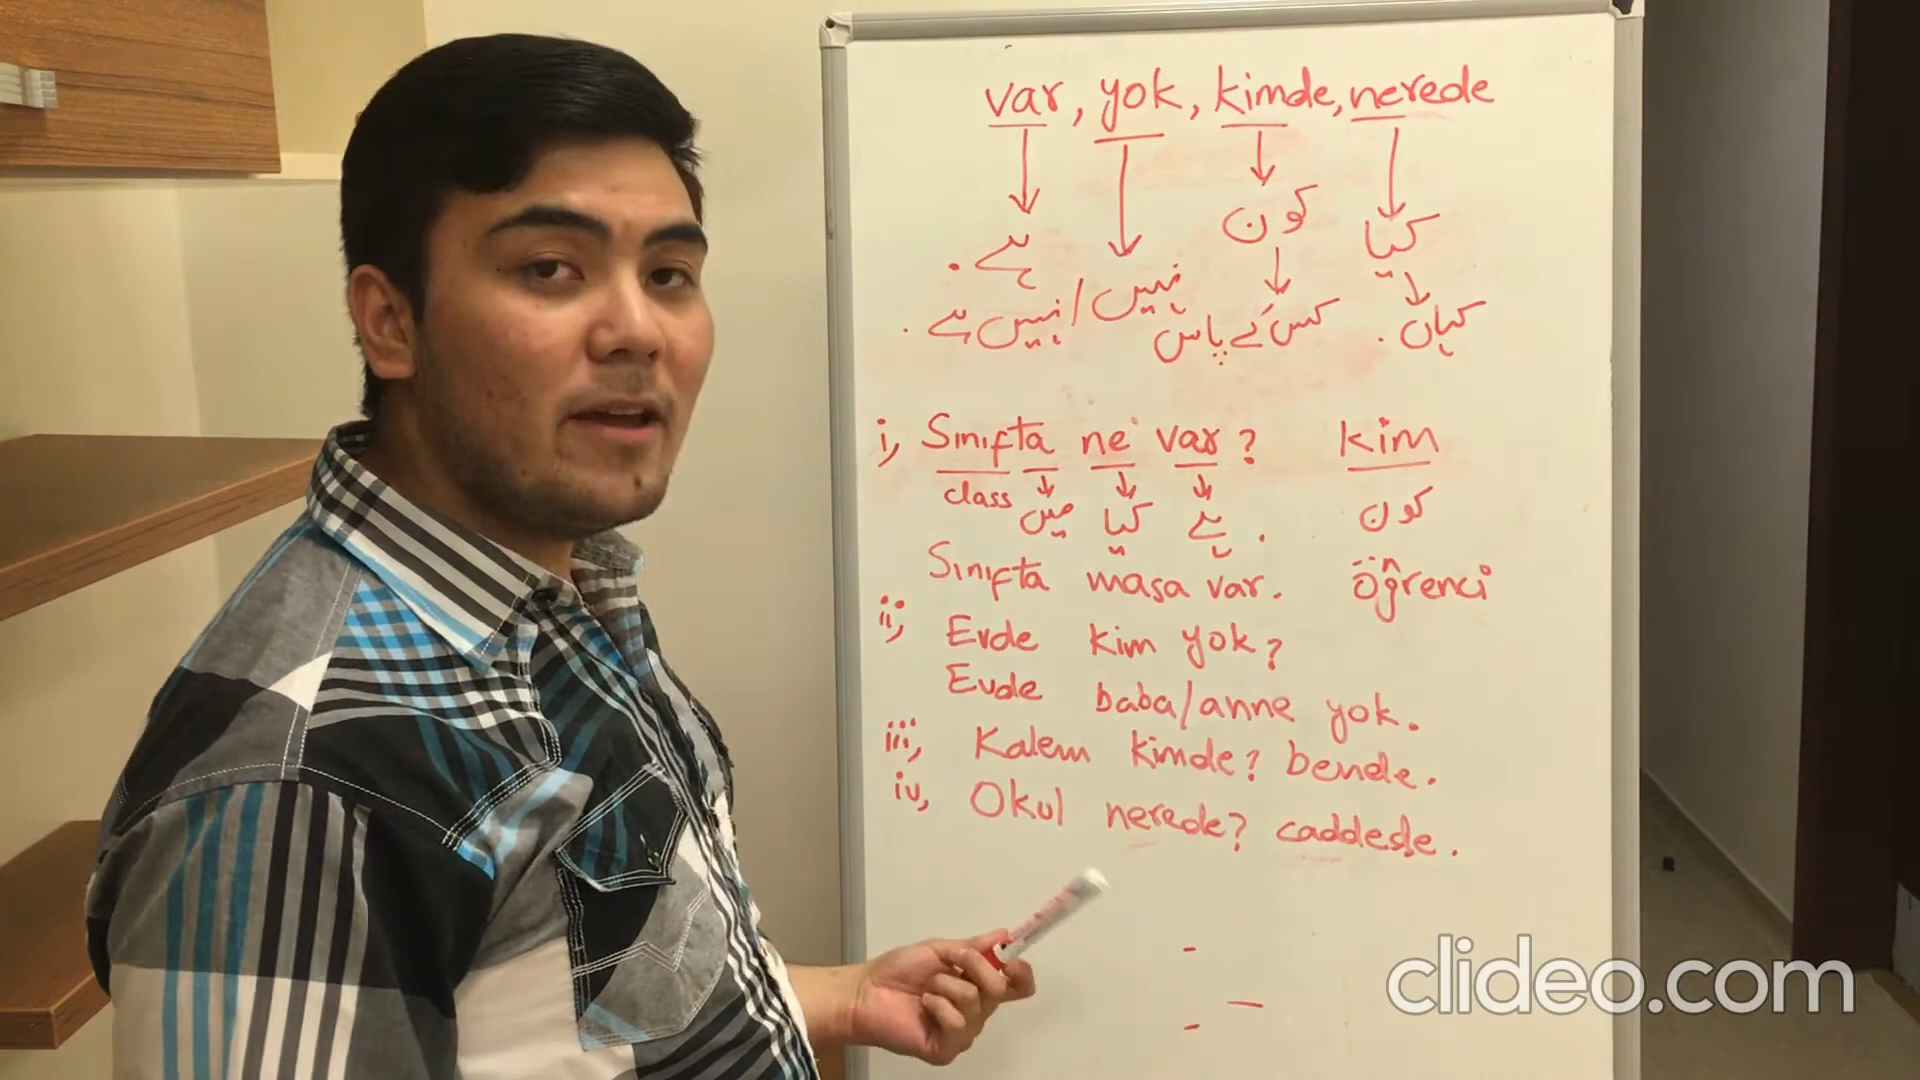 var, yok, kimde, nerede
ہے. نہیں/نہیں ہے. کون کیا
کس کے پاس کہاں.
i, Sınıfta ne var? kim
class میں کیا ہے. کون
Sınıfta masa var. öğrenci
ii, Evde kim yok?
Evde baba/anne yok.
iii, Kalem kimde? bende.
iv, Okul nerede? caddede.
clideo.com